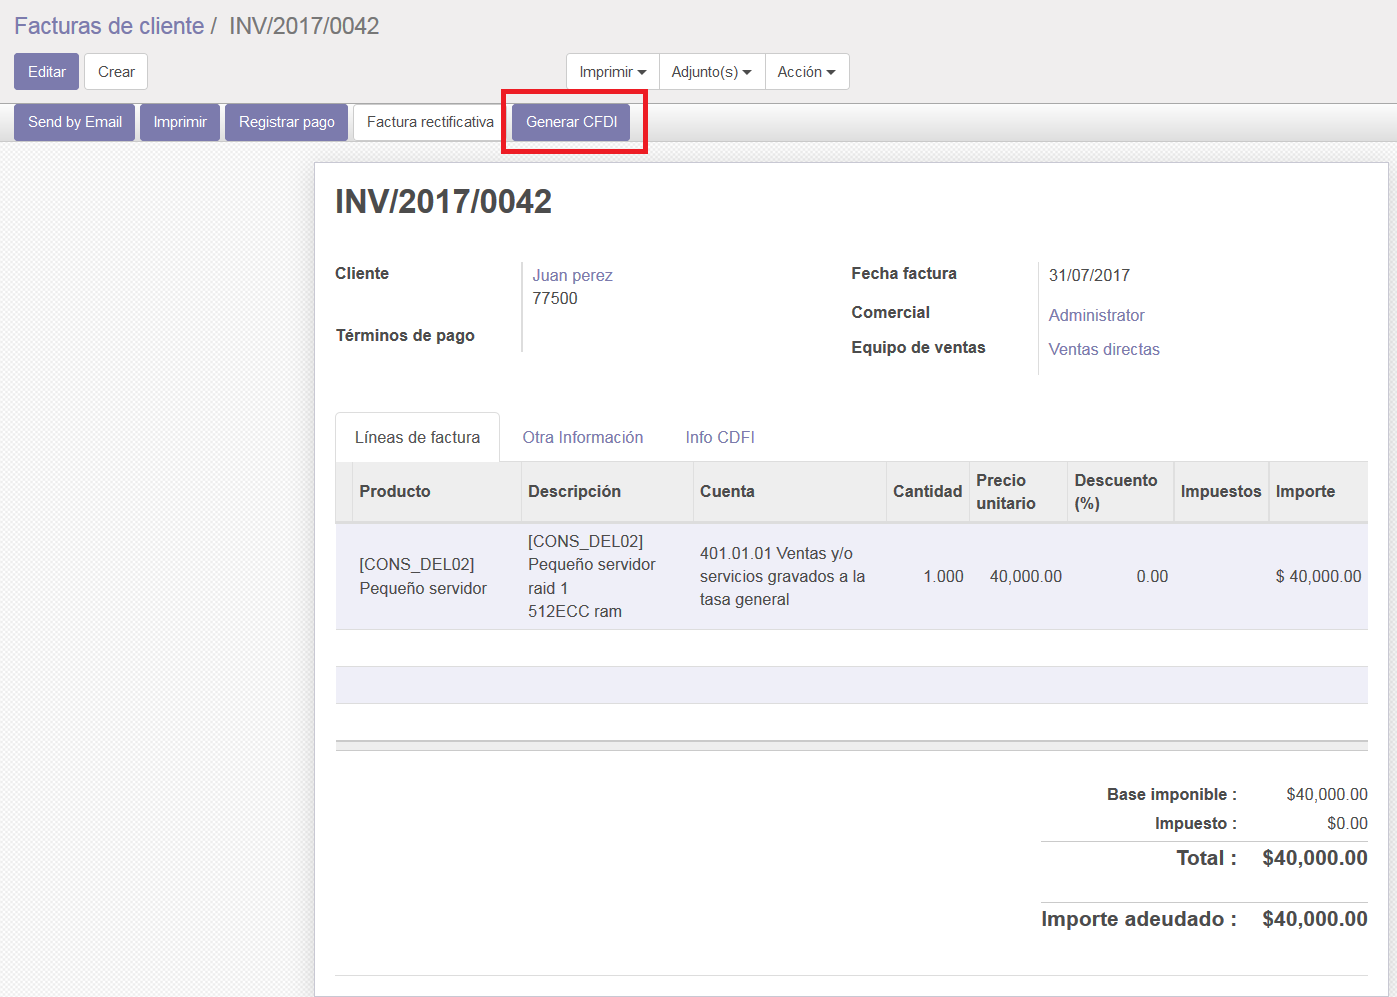 Facturas de cliente / INV/2017/0042
Editar Crear Imprimir Adjunto(s) Acción
Send by Email Imprimir Registrar pago Factura rectificativa Generar CFDI
INV/2017/0042
Cliente Juan perez Fecha factura 31/07/2017
77500
Comercial Administrator
Términos de pago
Equipo de ventas Ventas directas
Líneas de factura Otra Información Info CDFI
Producto Descripción Cuenta Cantidad Precio unitario Descuento (%) Impuestos Importe
[CONS_DEL02]
Pequeño servidor
[CONS_DEL02]
Pequeño servidor
raid 1
512ECC ram
401.01.01 Ventas y/o
servicios gravados a la
tasa general
1.000 40,000.00 0.00 $ 40,000.00
Base imponible : $40,000.00
Impuesto : $0.00
Total : $40,000.00
Importe adeudado : $40,000.00